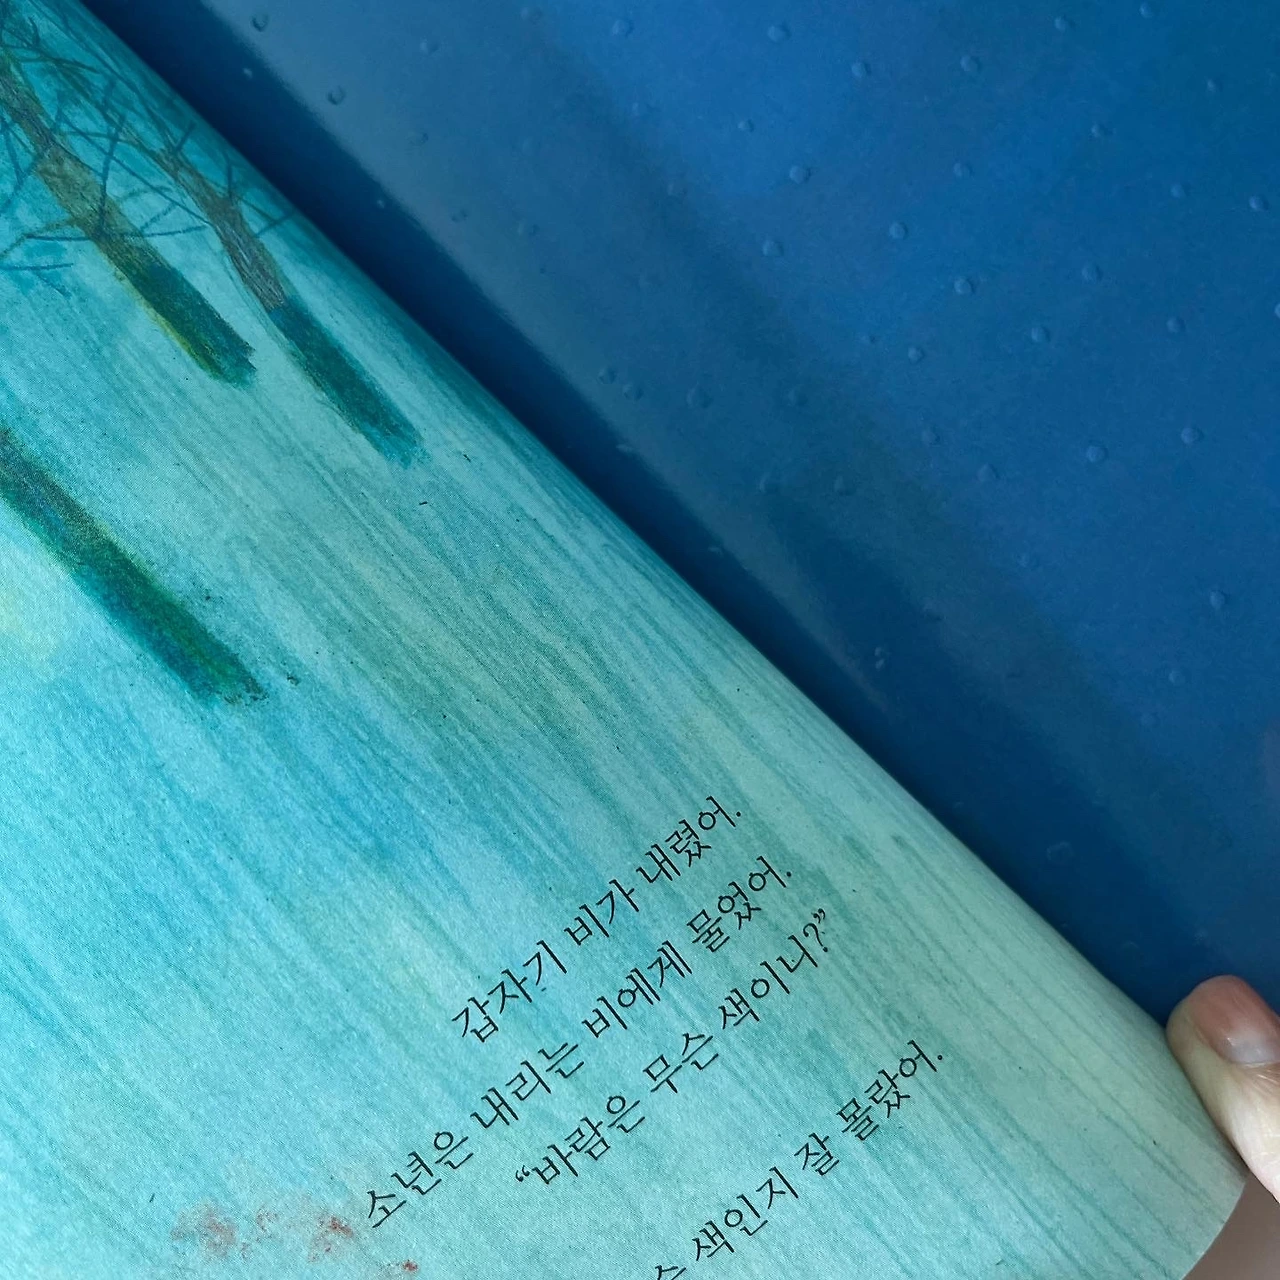 갑자기 비가 내렸어.
소년은 내리는 비에게 물었어.
“바람은 무슨 색이니?”
색인지 잘 몰랐어.